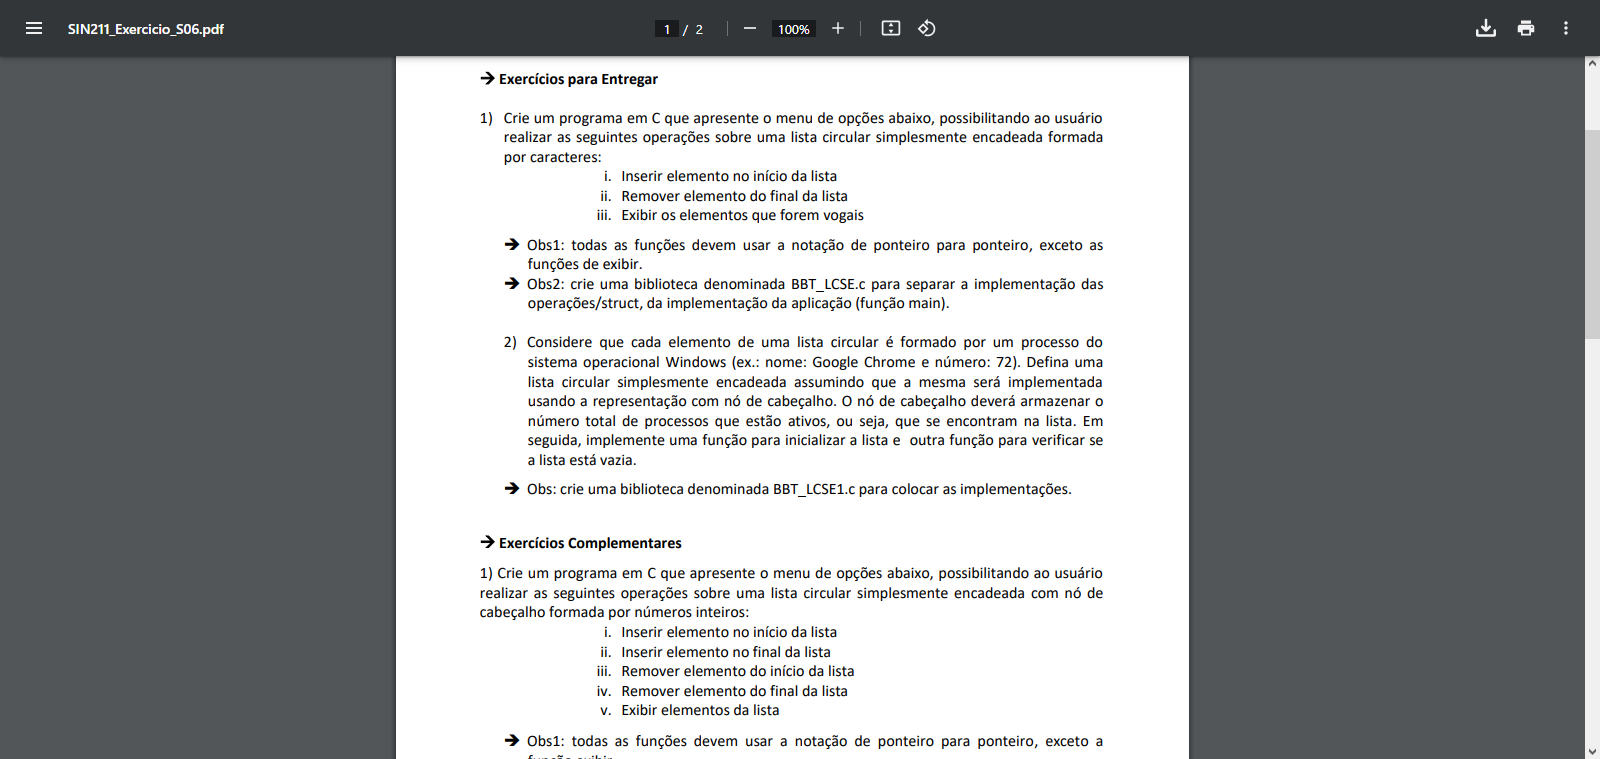 SIN211_Exercicio_S06.pdf
1 / 2
100%
→ Exercícios para Entregar
1) Crie um programa em C que apresente o menu de opções abaixo, possibilitando ao usuário
realizar as seguintes operações sobre uma lista circular simplesmente encadeada formada
por caracteres:
i. Inserir elemento no início da lista
ii. Remover elemento do final da lista
iii. Exibir os elementos que forem vogais
→ Obs1: todas as funções devem usar a notação de ponteiro para ponteiro, exceto as
funções de exibir.
→ Obs2: crie uma biblioteca denominada BBT_LCSE.c para separar a implementação das
operações/struct, da implementação da aplicação (função main).
2) Considere que cada elemento de uma lista circular é formado por um processo do
sistema operacional Windows (ex.: nome: Google Chrome e número: 72). Defina uma
lista circular simplesmente encadeada assumindo que a mesma será implementada
usando a representação com nó de cabeçalho. O nó de cabeçalho deverá armazenar o
número total de processos que estão ativos, ou seja, que se encontram na lista. Em
seguida, implemente uma função para inicializar a lista e outra função para verificar se
a lista está vazia.
→ Obs: crie uma biblioteca denominada BBT_LCSE1.c para colocar as implementações.
→ Exercícios Complementares
1) Crie um programa em C que apresente o menu de opções abaixo, possibilitando ao usuário
realizar as seguintes operações sobre uma lista circular simplesmente encadeada com nó de
cabeçalho formada por números inteiros:
i. Inserir elemento no início da lista
ii. Inserir elemento no final da lista
iii. Remover elemento do início da lista
iv. Remover elemento do final da lista
v. Exibir elementos da lista
→ Obs1: todas as funções devem usar a notação de ponteiro para ponteiro, exceto a
função exibir.